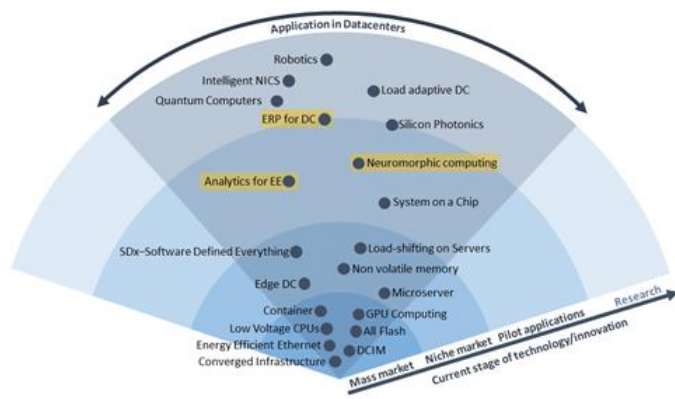 Application in Datacenters
Robotics
Intelligent NICS
Load adaptive DC
Quantum Computers
ERP for DC
Silicon Photonics
Neuromorphic computing
Analytics for EE
System on a Chip
SDx–Software Defined Everything
Load-shifting on Servers
Non volatile memory
Edge DC
Microserver
Container
GPU Computing
Low Voltage CPUs
All Flash
Energy Efficient Ethernet
DCIM
Converged Infrastructure
Mass market Niche market Pilot applications Research
Current stage of technology/innovation